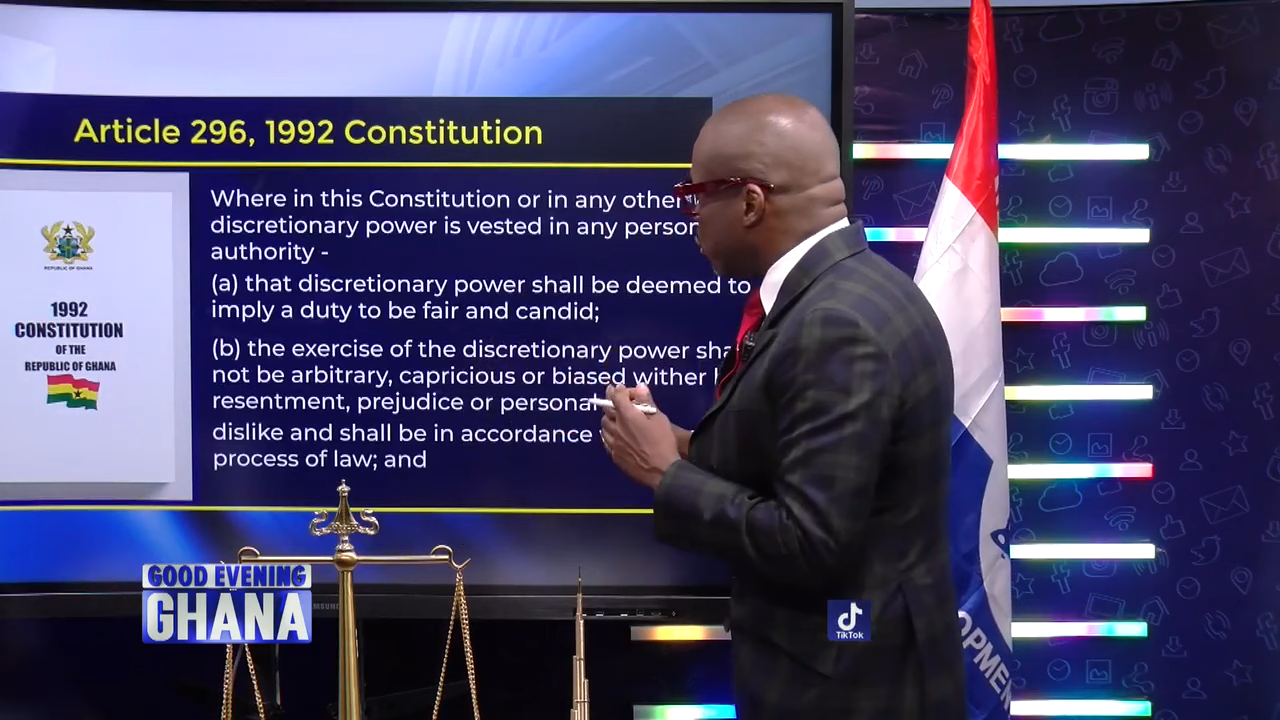 Article 296, 1992 Constitution
Where in this Constitution or in any other
discretionary power is vested in any person
authority -
(a) that discretionary power shall be deemed to
imply a duty to be fair and candid;
(b) the exercise of the discretionary power
not be arbitrary, capricious or biased wither
resentment, prejudice or personal
dislike and shall be in accordance
process of law; and
REPUBLIC OF GHANA
1992
CONSTITUTION
OF THE
REPUBLIC OF GHANA
GOOD EVENING
GHANA
SAMSUNG
TikTok